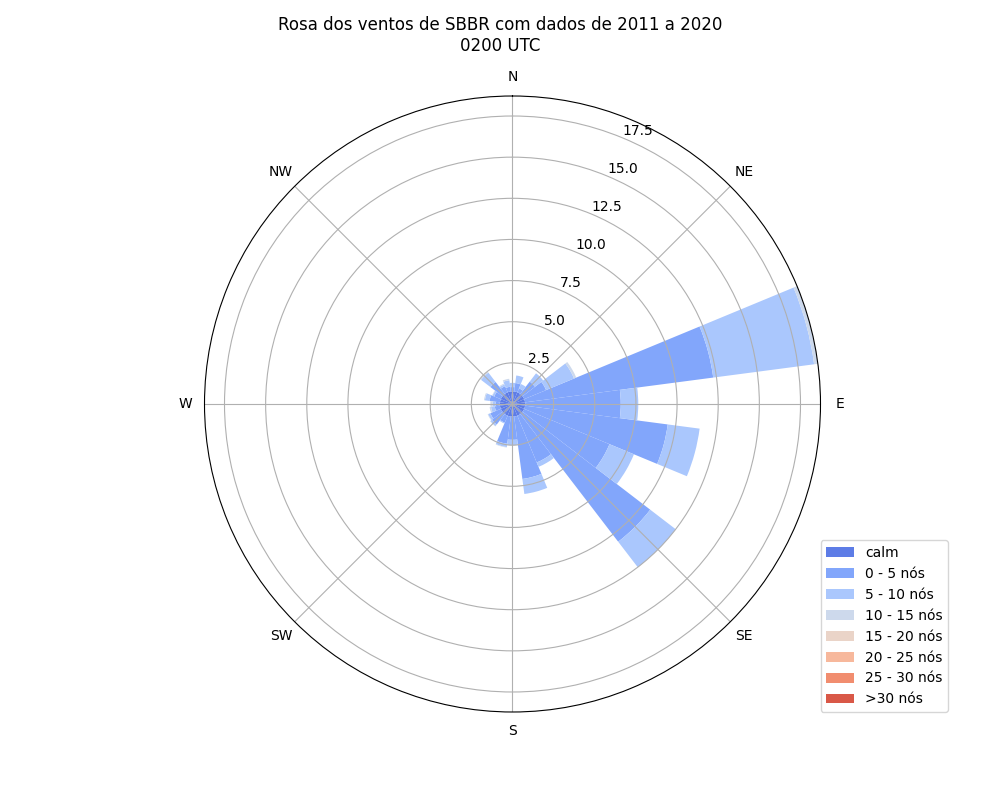 Rosa dos ventos de SBBR com dados de 2011 a 2020
0200 UTC
N
NW
NE
17.5
15.0
12.5
10.0
7.5
5.0
2.5
W
E
SW
SE
S
calm
0 - 5 nós
5 - 10 nós
10 - 15 nós
15 - 20 nós
20 - 25 nós
25 - 30 nós
>30 nós